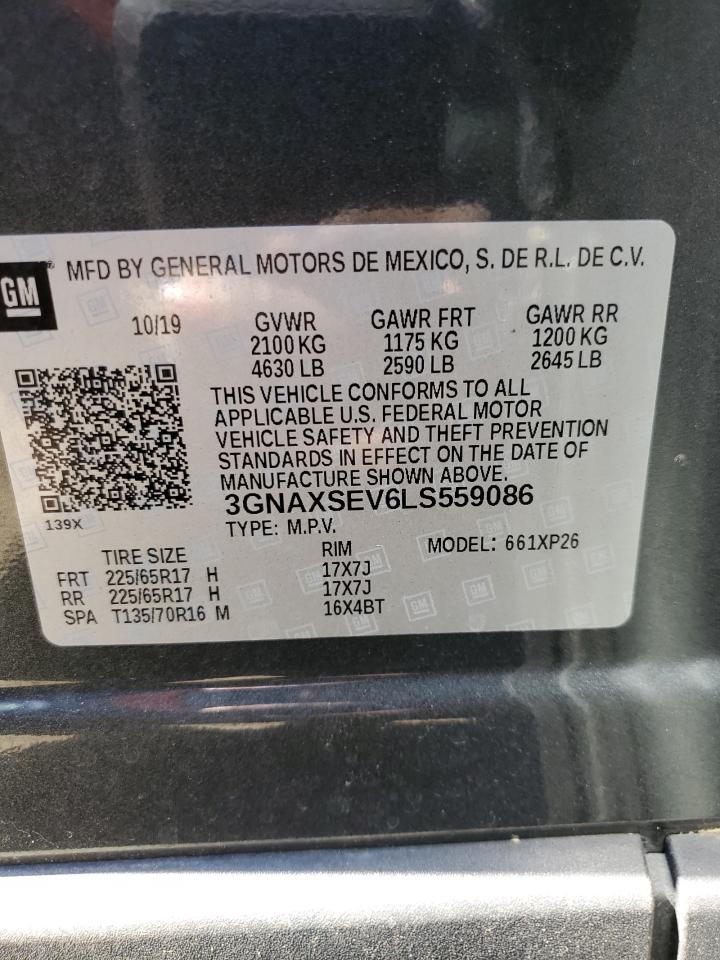 GM
MFD BY GENERAL MOTORS DE MEXICO, S. DE R.L. DE C.V.
10/19 GVWR GAWR FRT GAWR RR
2100 KG 1175 KG 1200 KG
4630 LB 2590 LB 2645 LB
THIS VEHICLE CONFORMS TO ALL
APPLICABLE U.S. FEDERAL MOTOR
VEHICLE SAFETY AND THEFT PREVENTION
STANDARDS IN EFFECT ON THE DATE OF
MANUFACTURE SHOWN ABOVE.
3GNAXSEV6LS559086
139X
TYPE: M.P.V.
MODEL: 661XP26
TIRE SIZE RIM
FRT 225/65R17 H 17X7J
RR 225/65R17 H 17X7J
SPA T135/70R16 M 16X4BT